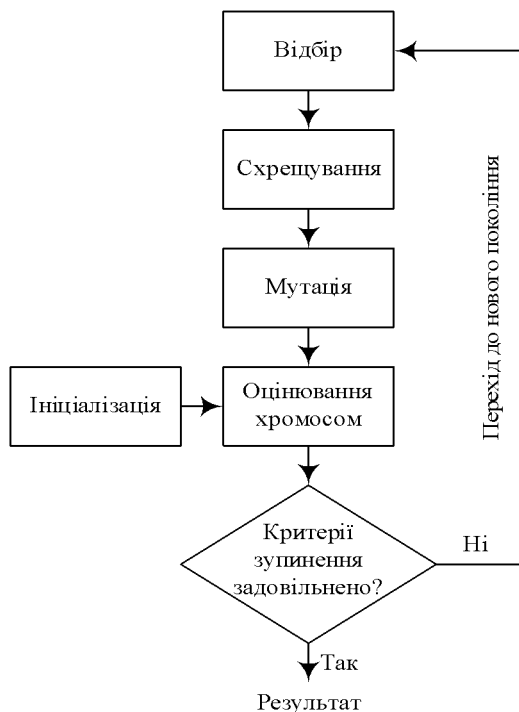 Відбір
Схрещування
Мутація
Ініціалізація
Оцінювання
хромосом
Критерії
зупинення
задовільнено?
Ні
Перехід до нового покоління
Так
Результат